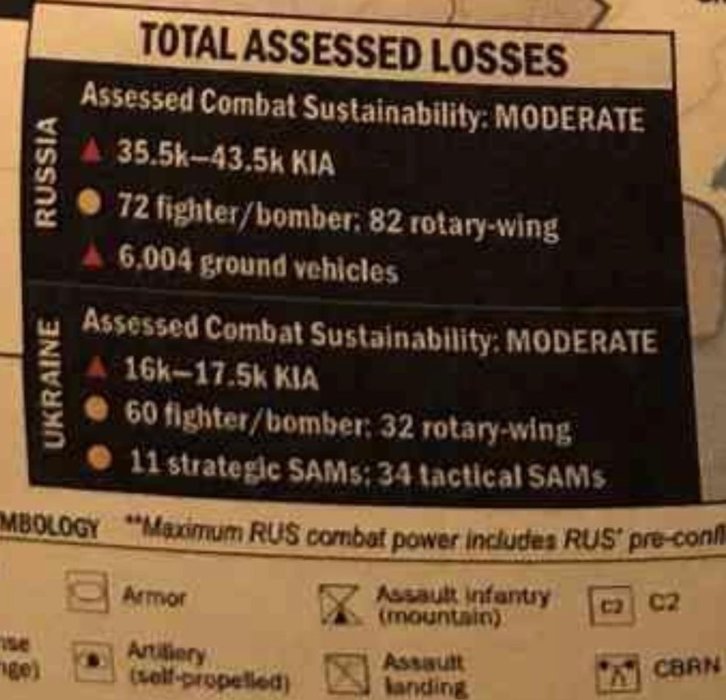 TOTAL ASSESSED LOSSES
RUSSIA
Assessed Combat Sustainability: MODERATE
35.5k–43.5k KIA
72 fighter/bomber; 82 rotary-wing
6,004 ground vehicles
UKRAINE
Assessed Combat Sustainability: MODERATE
16k–17.5k KIA
60 fighter/bomber; 32 rotary-wing
11 strategic SAMs; 34 tactical SAMs
MBOLOGY **Maximum RUS combat power includes RUS' pre-confl
Armor
Assault infantry
(mountain)
C2 C2
nse
nge)
Artillery
(self-propelled)
Assault
landing
CBRN